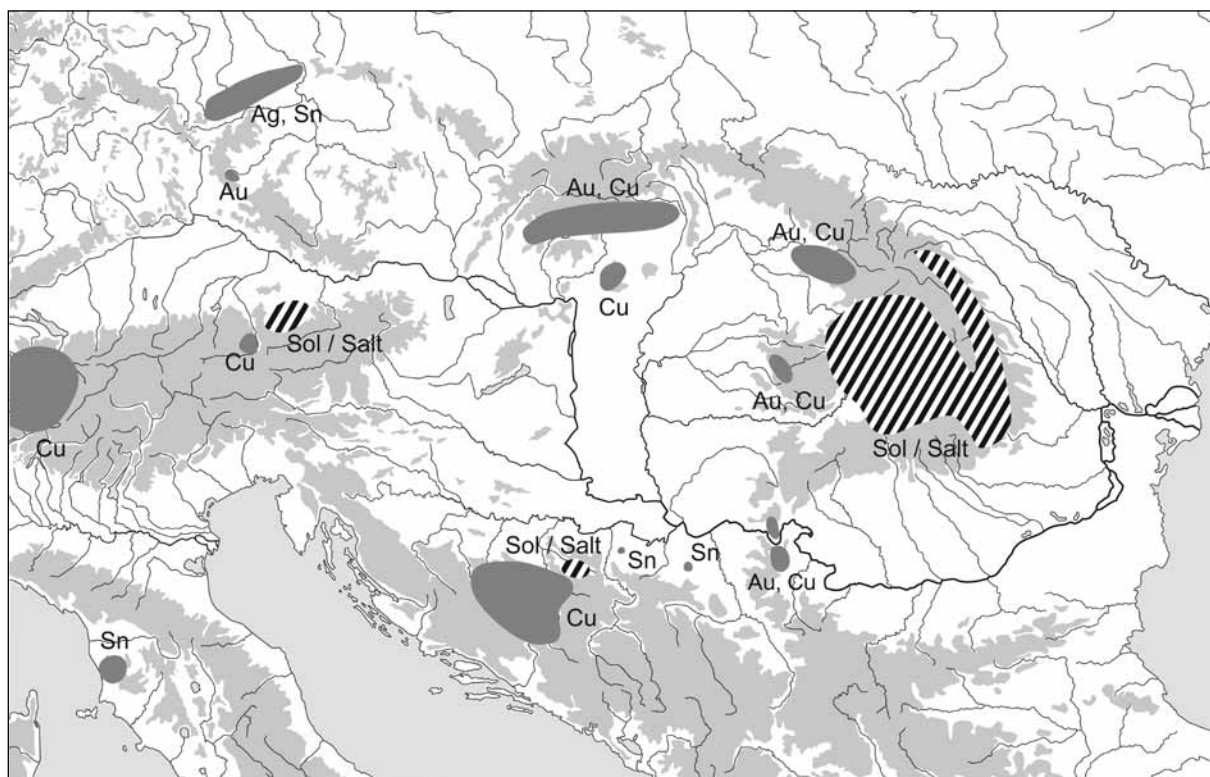 Ag, Sn
Au
Au, Cu
Au, Cu
Cu
Sol / Salt
Cu
Au, Cu
Cu
Sol / Salt
Sol / Salt
Sn
Sn
Au, Cu
Cu
Sn